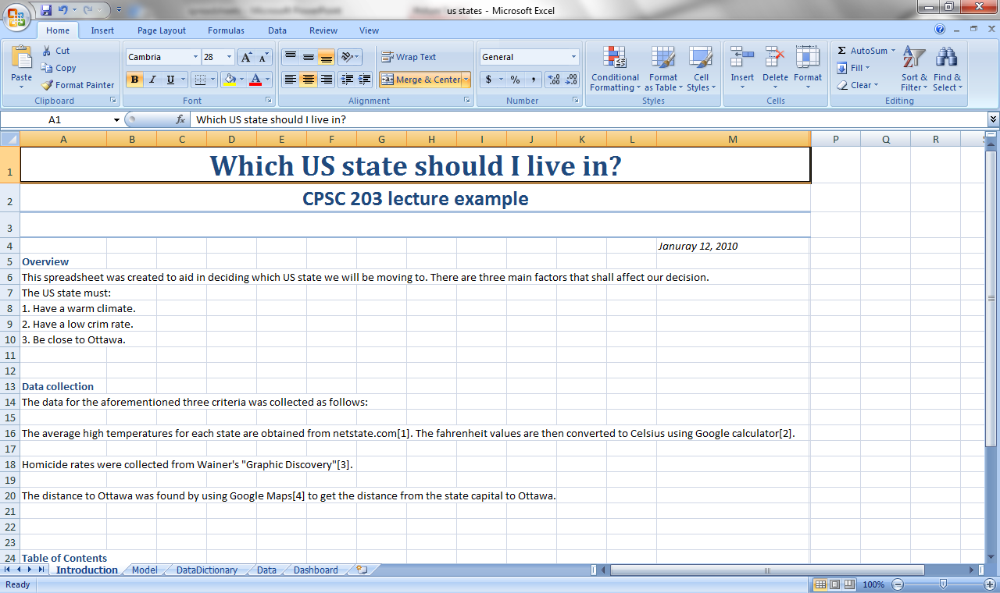 us states - Microsoft Excel
Home Insert Page Layout Formulas Data Review View
Paste
Cut
Copy
Format Painter
Clipboard
Cambria 28
B I U
Font
Wrap Text
Merge & Center
Alignment
General
$ % ,
Number
Conditional Formatting
Format as Table
Cell Styles
Styles
Insert Delete Format
Cells
Σ AutoSum
Fill
Clear
Sort & Filter
Find & Select
Editing
A1 fx Which US state should I live in?
A B C D E F G H I J K L M P Q R
1 Which US state should I live in?
2 CPSC 203 lecture example
3
4 Januray 12, 2010
5 Overview
6 This spreadsheet was created to aid in deciding which US state we will be moving to. There are three main factors that shall affect our decision.
7 The US state must:
8 1. Have a warm climate.
9 2. Have a low crim rate.
10 3. Be close to Ottawa.
11
12
13 Data collection
14 The data for the aforementioned three criteria was collected as follows:
15
16 The average high temperatures for each state are obtained from netstate.com[1]. The fahrenheit values are then converted to Celsius using Google calculator[2].
17
18 Homicide rates were collected from Wainer's "Graphic Discovery"[3].
19
20 The distance to Ottawa was found by using Google Maps[4] to get the distance from the state capital to Ottawa.
21
22
23
24 Table of Contents
Introduction Model DataDictionary Data Dashboard
Ready 100%